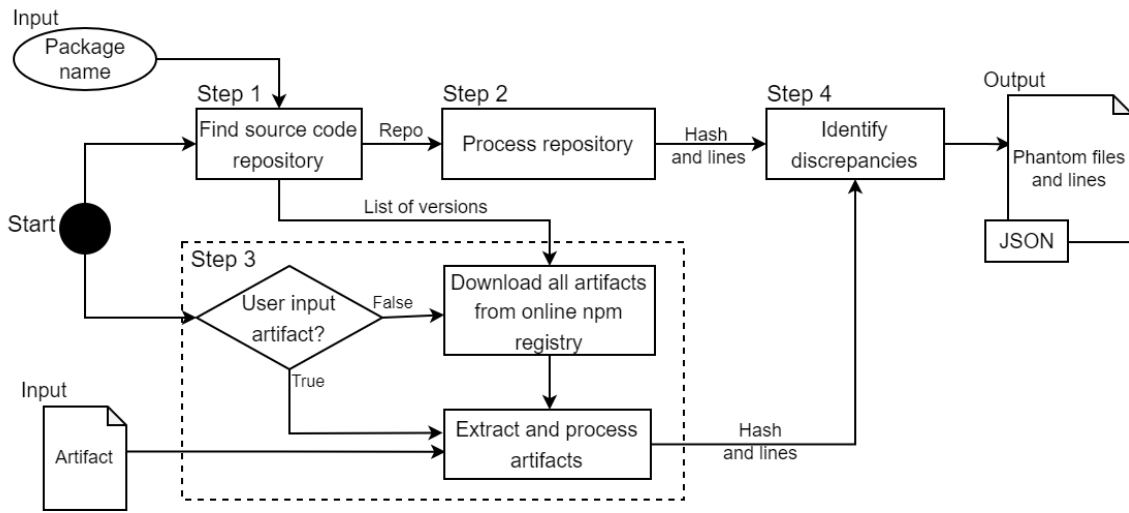 Input
Package
name
Step 1
Find source code
repository
Repo
Step 2
Process repository
Hash
and lines
Step 4
Identify
discrepancies
Output
Phantom files
and lines
JSON
Start
List of versions
Step 3
User input
artifact?
False
True
Download all artifacts
from online npm
registry
Input
Artifact
Extract and process
artifacts
Hash
and lines